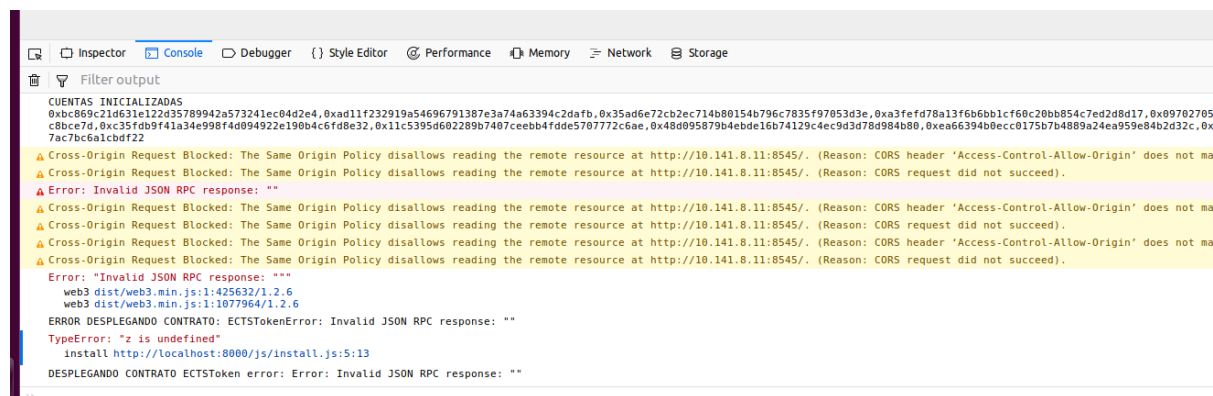 Inspector Console Debugger {} Style Editor Performance Memory Network Storage
Filter output
CUENTAS INICIALIZADAS
0xbc869c21d631e122d35789942a573241ec04d2e4,0xad11f232919a54696791387e3a74a63394c2dafb,0x35ad6e72cb2ec714b80154b796c7835f97053d3e,0xa3fefd78a13f6b6bb1cf60c20bb854c7ed2d8d17,0x09702705
c8bce7d,0xc35fdb9f41a34e998f4d094922e190b4c6fd8e32,0x11c5395d602289b7407ceebb4fdde5707772c6ae,0x48d095879b4ebde16b74129c4ec9d3d78d984b80,0xea66394b0ecc0175b7b4889a24ea959e84b2d32c,0x
7ac7bc6a1cbdf22
Cross-Origin Request Blocked: The Same Origin Policy disallows reading the remote resource at http://10.141.8.11:8545/. (Reason: CORS header ‘Access-Control-Allow-Origin’ does not ma
Cross-Origin Request Blocked: The Same Origin Policy disallows reading the remote resource at http://10.141.8.11:8545/. (Reason: CORS request did not succeed).
Error: Invalid JSON RPC response: ""
Cross-Origin Request Blocked: The Same Origin Policy disallows reading the remote resource at http://10.141.8.11:8545/. (Reason: CORS header ‘Access-Control-Allow-Origin’ does not ma
Cross-Origin Request Blocked: The Same Origin Policy disallows reading the remote resource at http://10.141.8.11:8545/. (Reason: CORS request did not succeed).
Cross-Origin Request Blocked: The Same Origin Policy disallows reading the remote resource at http://10.141.8.11:8545/. (Reason: CORS header ‘Access-Control-Allow-Origin’ does not ma
Cross-Origin Request Blocked: The Same Origin Policy disallows reading the remote resource at http://10.141.8.11:8545/. (Reason: CORS request did not succeed).
Error: "Invalid JSON RPC response: """
web3 dist/web3.min.js:1:425632/1.2.6
web3 dist/web3.min.js:1:1077964/1.2.6
ERROR DESPLEGANDO CONTRATO: ECTSTokenError: Invalid JSON RPC response: ""
TypeError: "z is undefined"
install http://localhost:8000/js/install.js:5:13
DESPLEGANDO CONTRATO ECTSToken error: Error: Invalid JSON RPC response: ""